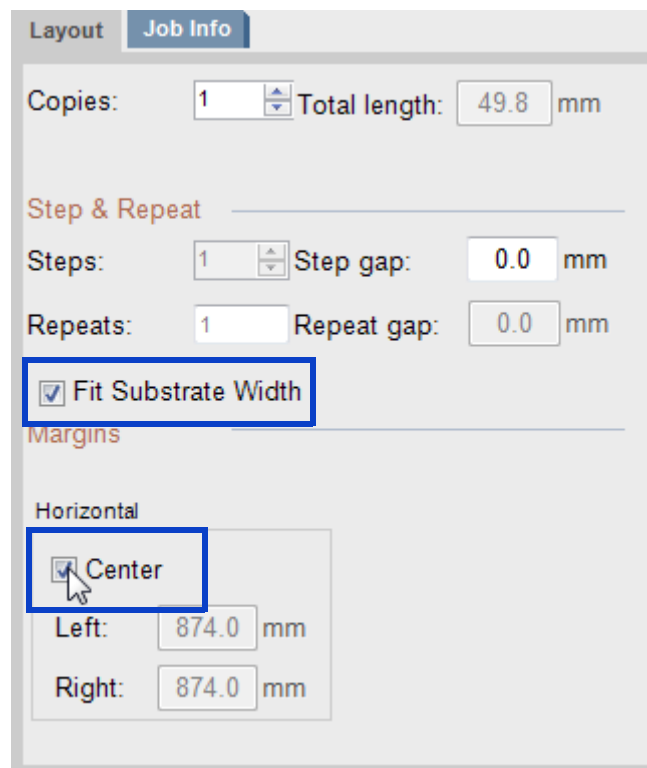 Layout Job Info
Copies: 1 Total length: 49.8 mm
Step & Repeat
Steps: 1 Step gap: 0.0 mm
Repeats: 1 Repeat gap: 0.0 mm
Fit Substrate Width
Margins
Horizontal
Center
Left: 874.0 mm
Right: 874.0 mm